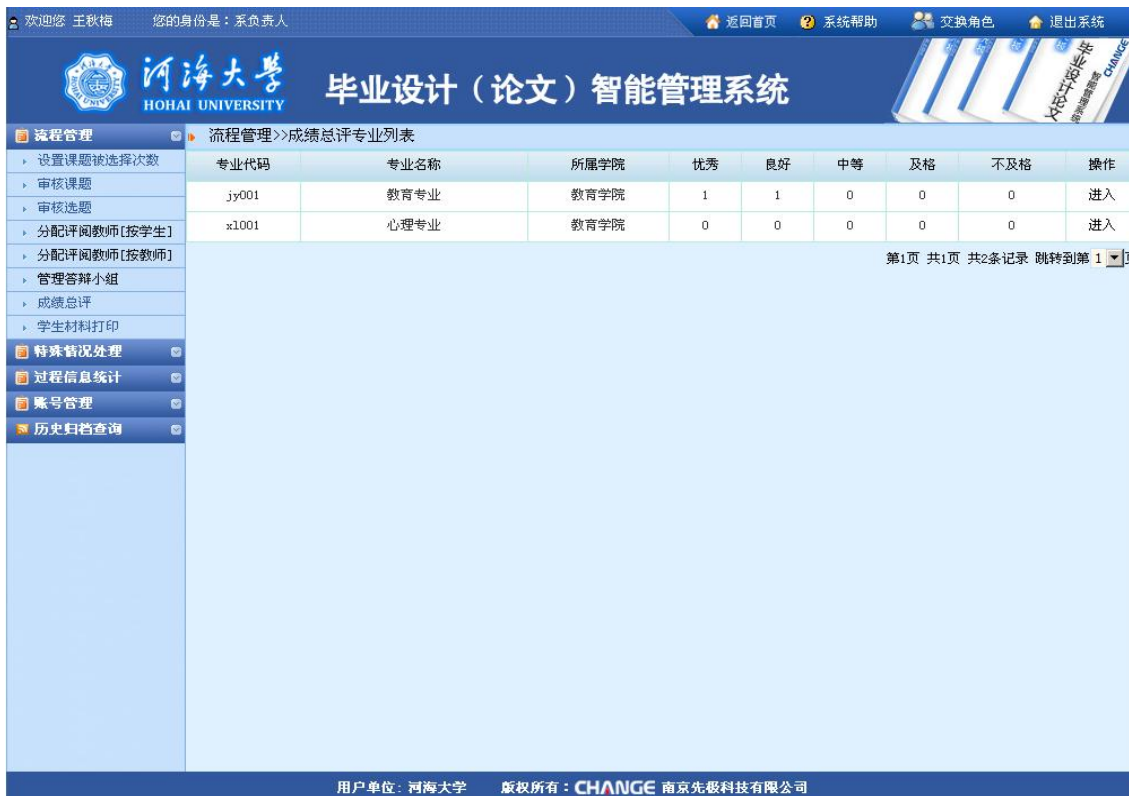 欢迎您 王秋梅 您的身份是：系负责人 返回首页 系统帮助 交换角色 退出系统
河海大学
HOHAI UNIVERSITY
毕业设计（论文）智能管理系统
毕业设计论文
智能管理系统
CHANGE
流程管理
设置课题被选择次数
审核课题
审核选题
分配评阅教师[按学生]
分配评阅教师[按教师]
管理答辩小组
成绩总评
学生材料打印
特殊情况处理
过程信息统计
账号管理
历史归档查询
流程管理>>成绩总评专业列表
专业代码 专业名称 所属学院 优秀 良好 中等 及格 不及格 操作
jy001 教育专业 教育学院 1 1 0 0 0 进入
xl001 心理专业 教育学院 0 0 0 0 0 进入
第1页 共1页 共2条记录 跳转到第 1
用户单位: 河海大学 版权所有：CHANGE 南京先极科技有限公司